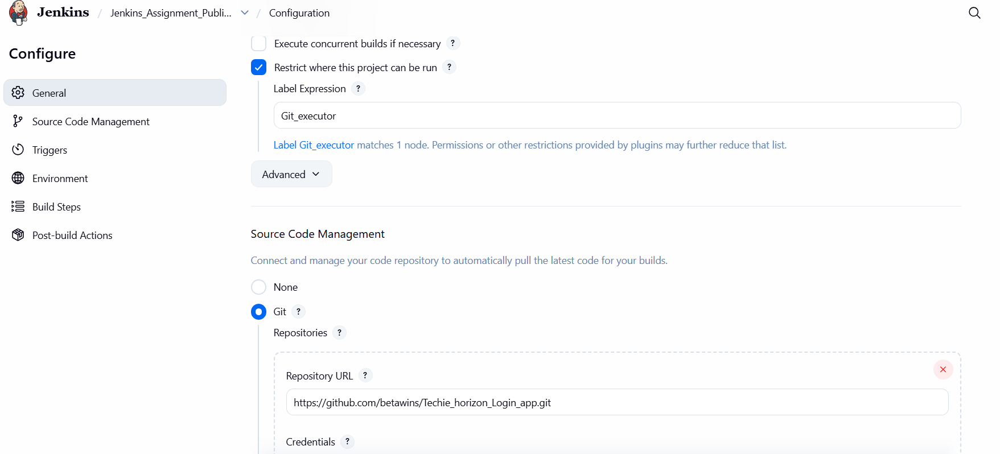 Jenkins / Jenkins_Assignment_Publi... / Configuration
Configure
General
Source Code Management
Triggers
Environment
Build Steps
Post-build Actions
Execute concurrent builds if necessary ?
Restrict where this project can be run ?
Label Expression ?
Git_executor
Label Git_executor matches 1 node. Permissions or other restrictions provided by plugins may further reduce that list.
Advanced
Source Code Management
Connect and manage your code repository to automatically pull the latest code for your builds.
None
Git ?
Repositories ?
Repository URL ?
https://github.com/betawins/Techie_horizon_Login_app.git
Credentials ?